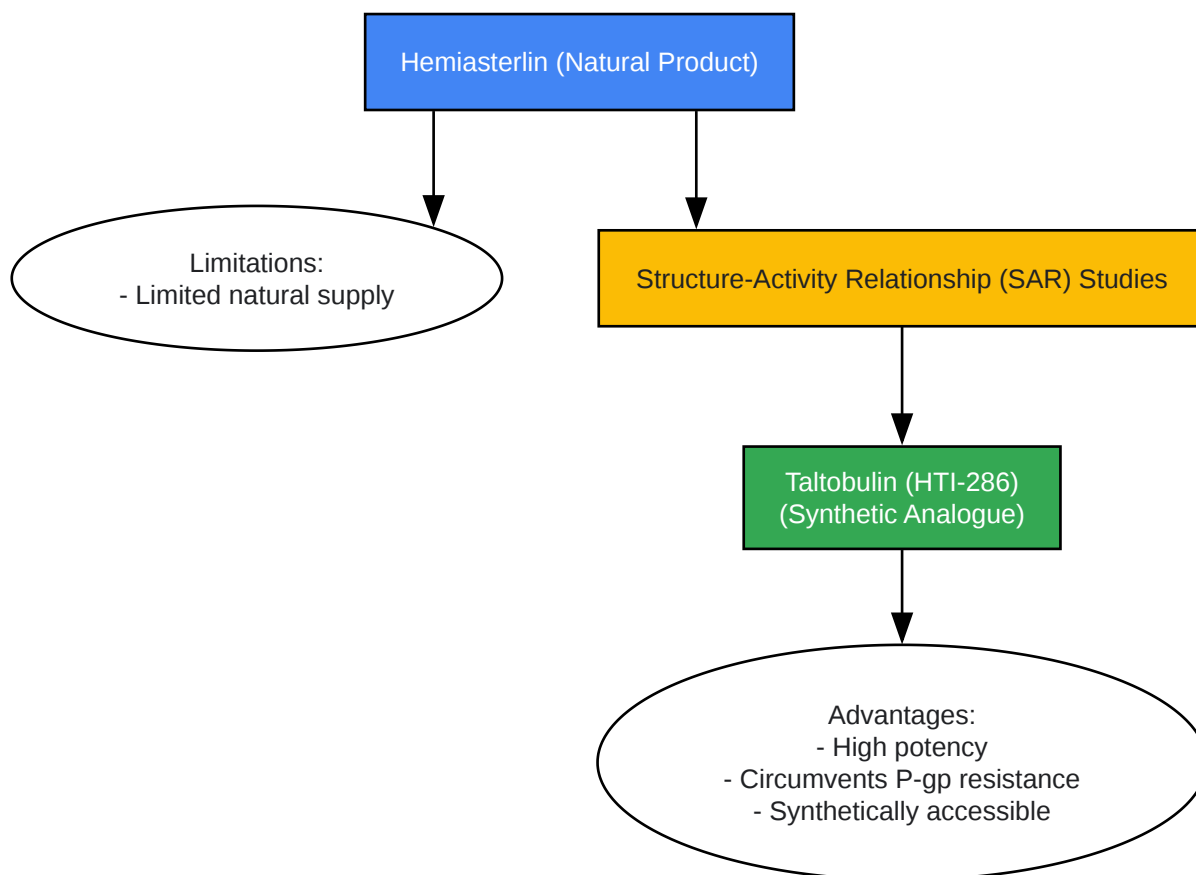 Hemiasterlin (Natural Product)
Limitations:
- Limited natural supply
Structure-Activity Relationship (SAR) Studies
Taltobulin (HTI-286)
(Synthetic Analogue)
Advantages:
- High potency
- Circumvents P-gp resistance
- Synthetically accessible